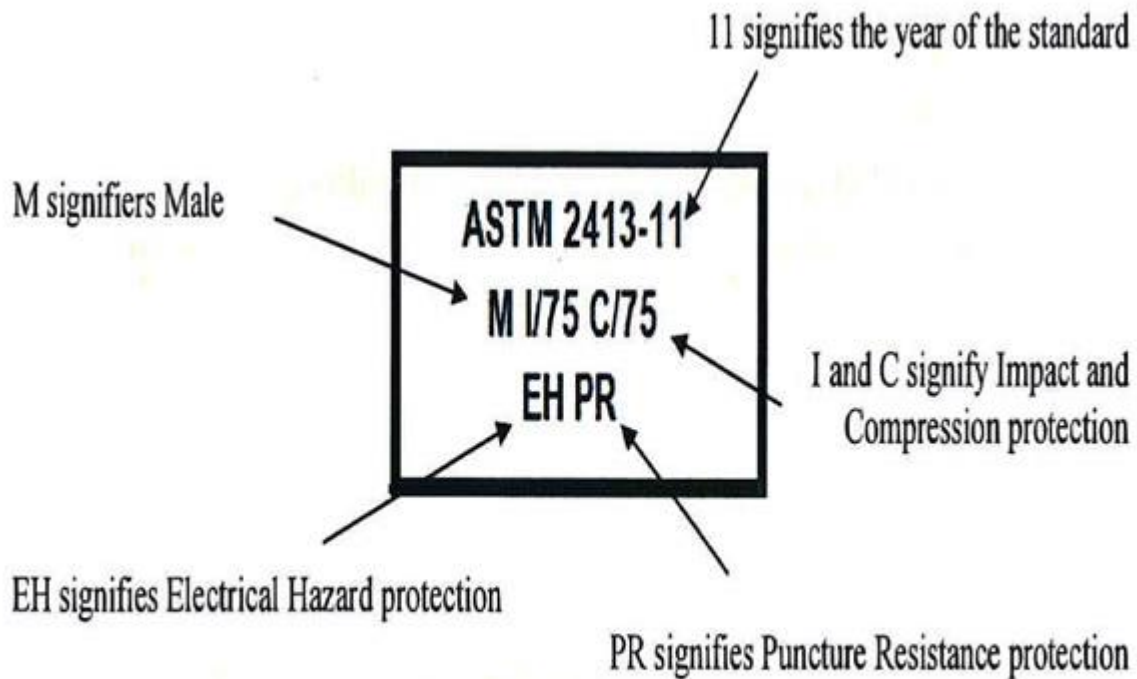 11 signifies the year of the standard
M signifiers Male
ASTM 2413-11
M I/75 C/75
EH PR
I and C signify Impact and
Compression protection
EH signifies Electrical Hazard protection
PR signifies Puncture Resistance protection